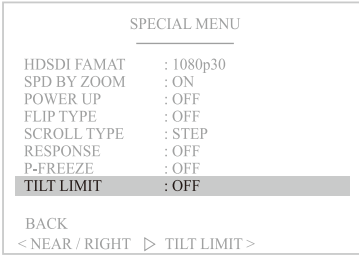 SPECIAL MENU
HDSDI FAMAT : 1080p30
SPD BY ZOOM : ON
POWER UP : OFF
FLIP TYPE : OFF
SCROLL TYPE : STEP
RESPONSE : OFF
P-FREEZE : OFF
TILT LIMIT : OFF
BACK
< NEAR / RIGHT ▷ TILT LIMIT >